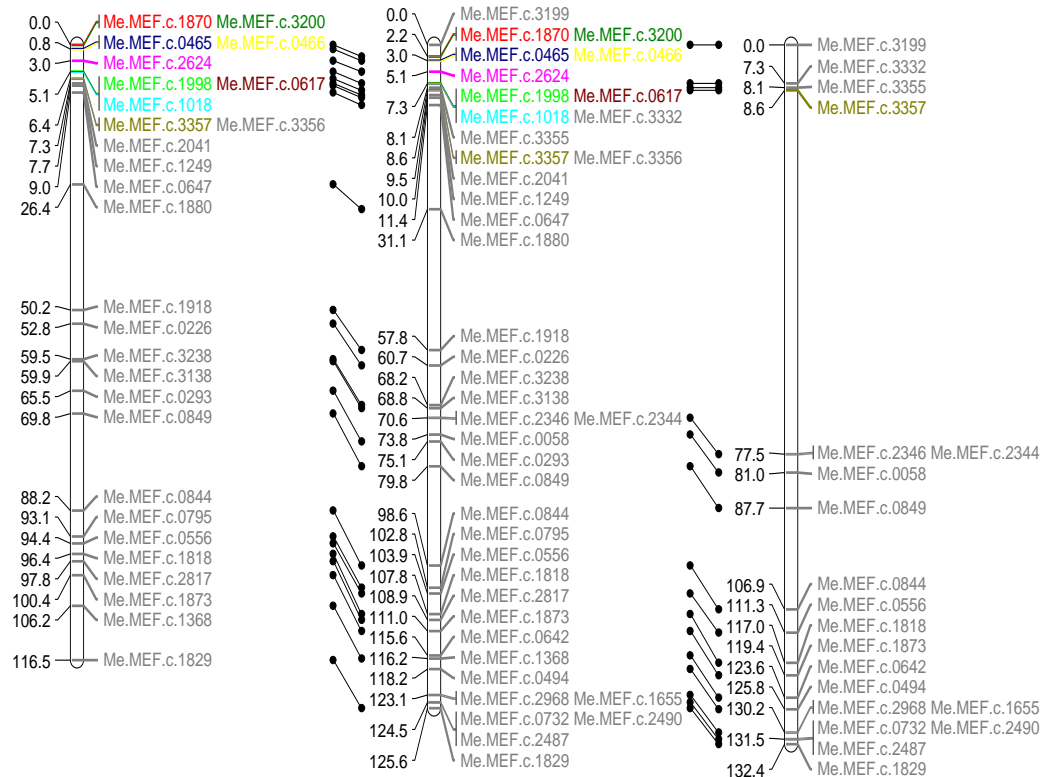 0.0 Me.MEF.c.1870 Me.MEF.c.3200
0.8 Me.MEF.c.0465 Me.MEF.c.0466
3.0 Me.MEF.c.2624
Me.MEF.c.1998 Me.MEF.c.0617
5.1 Me.MEF.c.1018
6.4 Me.MEF.c.3357 Me.MEF.c.3356
7.3 Me.MEF.c.2041
7.7 Me.MEF.c.1249
9.0 Me.MEF.c.0647
26.4 Me.MEF.c.1880
50.2 Me.MEF.c.1918
52.8 Me.MEF.c.0226
59.5 Me.MEF.c.3238
59.9 Me.MEF.c.3138
65.5 Me.MEF.c.0293
69.8 Me.MEF.c.0849
88.2 Me.MEF.c.0844
93.1 Me.MEF.c.0795
94.4 Me.MEF.c.0556
96.4 Me.MEF.c.1818
97.8 Me.MEF.c.2817
100.4 Me.MEF.c.1873
106.2 Me.MEF.c.1368
116.5 Me.MEF.c.1829
0.0 Me.MEF.c.3199
2.2 Me.MEF.c.1870 Me.MEF.c.3200
3.0 Me.MEF.c.0465 Me.MEF.c.0466
5.1 Me.MEF.c.2624
Me.MEF.c.1998 Me.MEF.c.0617
7.3 Me.MEF.c.1018 Me.MEF.c.3332
8.1 Me.MEF.c.3355
8.6 Me.MEF.c.3357 Me.MEF.c.3356
9.5 Me.MEF.c.2041
10.0 Me.MEF.c.1249
11.4 Me.MEF.c.0647
31.1 Me.MEF.c.1880
57.8 Me.MEF.c.1918
60.7 Me.MEF.c.0226
68.2 Me.MEF.c.3238
68.8 Me.MEF.c.3138
70.6 Me.MEF.c.2346 Me.MEF.c.2344
73.8 Me.MEF.c.0058
75.1 Me.MEF.c.0293
79.8 Me.MEF.c.0849
98.6 Me.MEF.c.0844
102.8 Me.MEF.c.0795
103.9 Me.MEF.c.0556
107.8 Me.MEF.c.1818
108.9 Me.MEF.c.2817
111.0 Me.MEF.c.1873
115.6 Me.MEF.c.0642
116.2 Me.MEF.c.1368
118.2 Me.MEF.c.0494
123.1 Me.MEF.c.2968 Me.MEF.c.1655
Me.MEF.c.0732 Me.MEF.c.2490
124.5 Me.MEF.c.2487
125.6 Me.MEF.c.1829
0.0 Me.MEF.c.3199
7.3 Me.MEF.c.3332
8.1 Me.MEF.c.3355
8.6 Me.MEF.c.3357
77.5 Me.MEF.c.2346 Me.MEF.c.2344
81.0 Me.MEF.c.0058
87.7 Me.MEF.c.0849
106.9 Me.MEF.c.0844
111.3 Me.MEF.c.0556
117.0 Me.MEF.c.1818
119.4 Me.MEF.c.1873
123.6 Me.MEF.c.0642
125.8 Me.MEF.c.0494
130.2 Me.MEF.c.2968 Me.MEF.c.1655
Me.MEF.c.0732 Me.MEF.c.2490
131.5 Me.MEF.c.2487
132.4 Me.MEF.c.1829